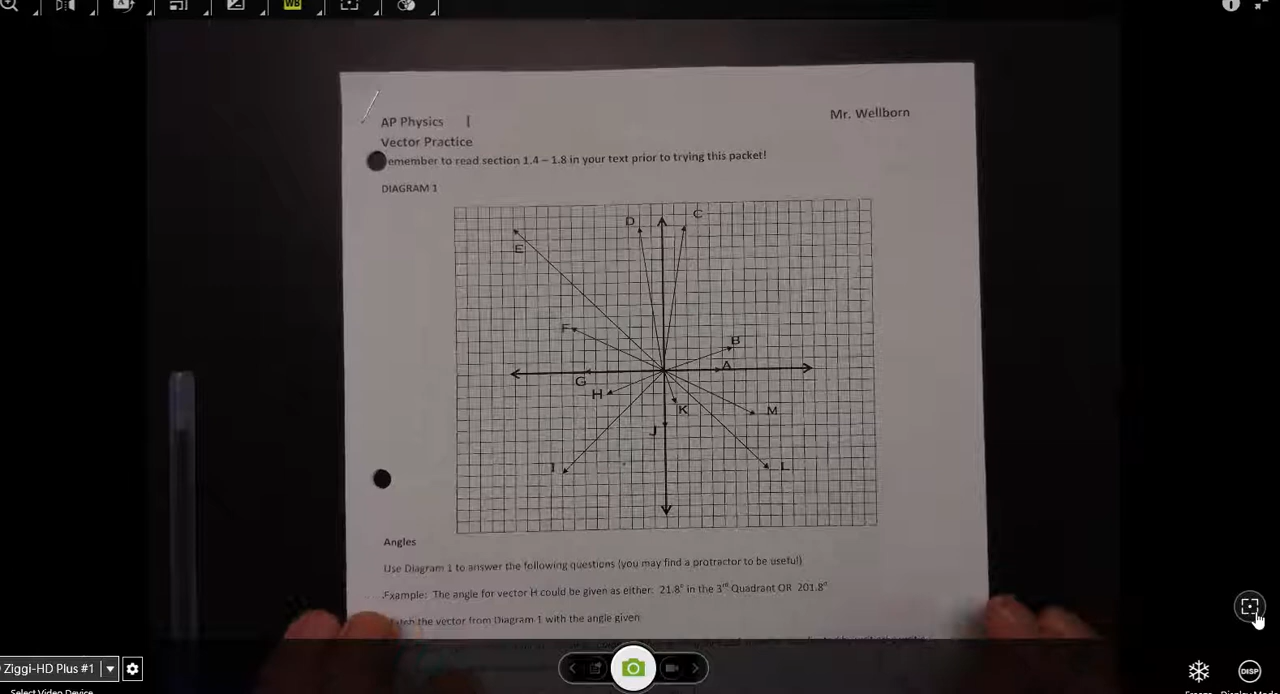 WB
AP Physics 1
Mr. Wellborn
Vector Practice
emember to read section 1.4 – 1.8 in your text prior to trying this packet!
DIAGRAM 1
D
C
E
F
B
A
G
H
K
M
J
I
L
Angles
Use Diagram 1 to answer the following questions (you may find a protractor to be useful)
Example: The angle for vector H could be given as either: 21.8° in the 3rd Quadrant OR 201.8°
the vector from Diagram 1 with the angle given
Ziggi-HD Plus #1
DISP
Select Video Device